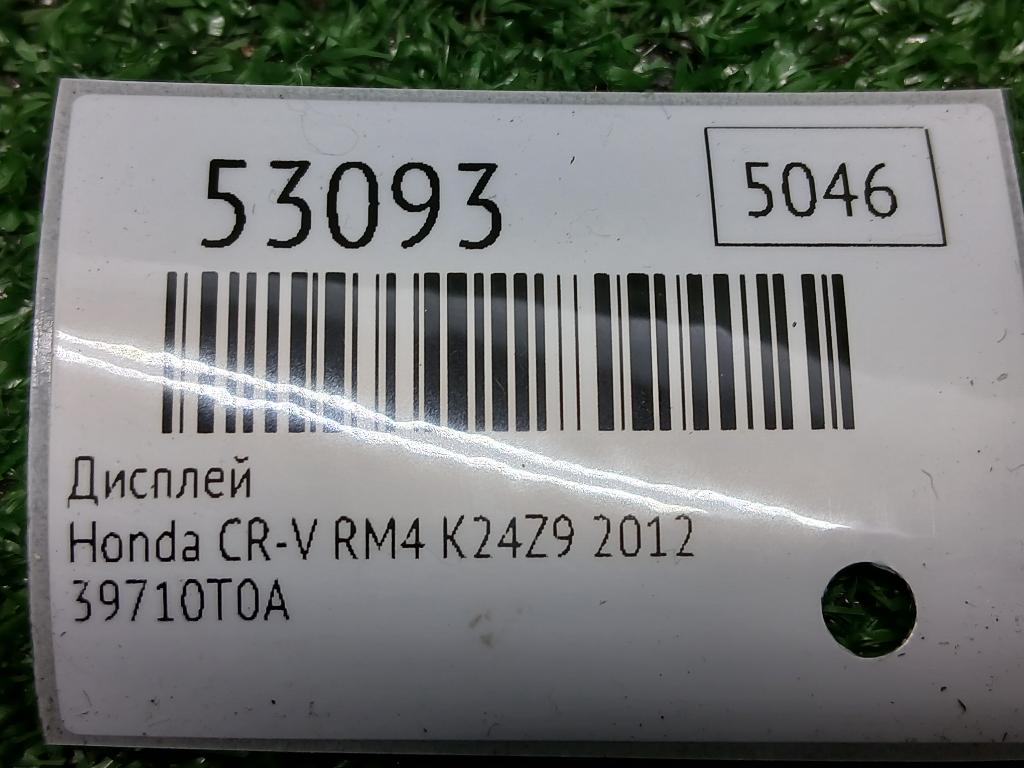 53093
5046
Дисплей
Honda CR-V RM4 K24Z9 2012
39710T0A